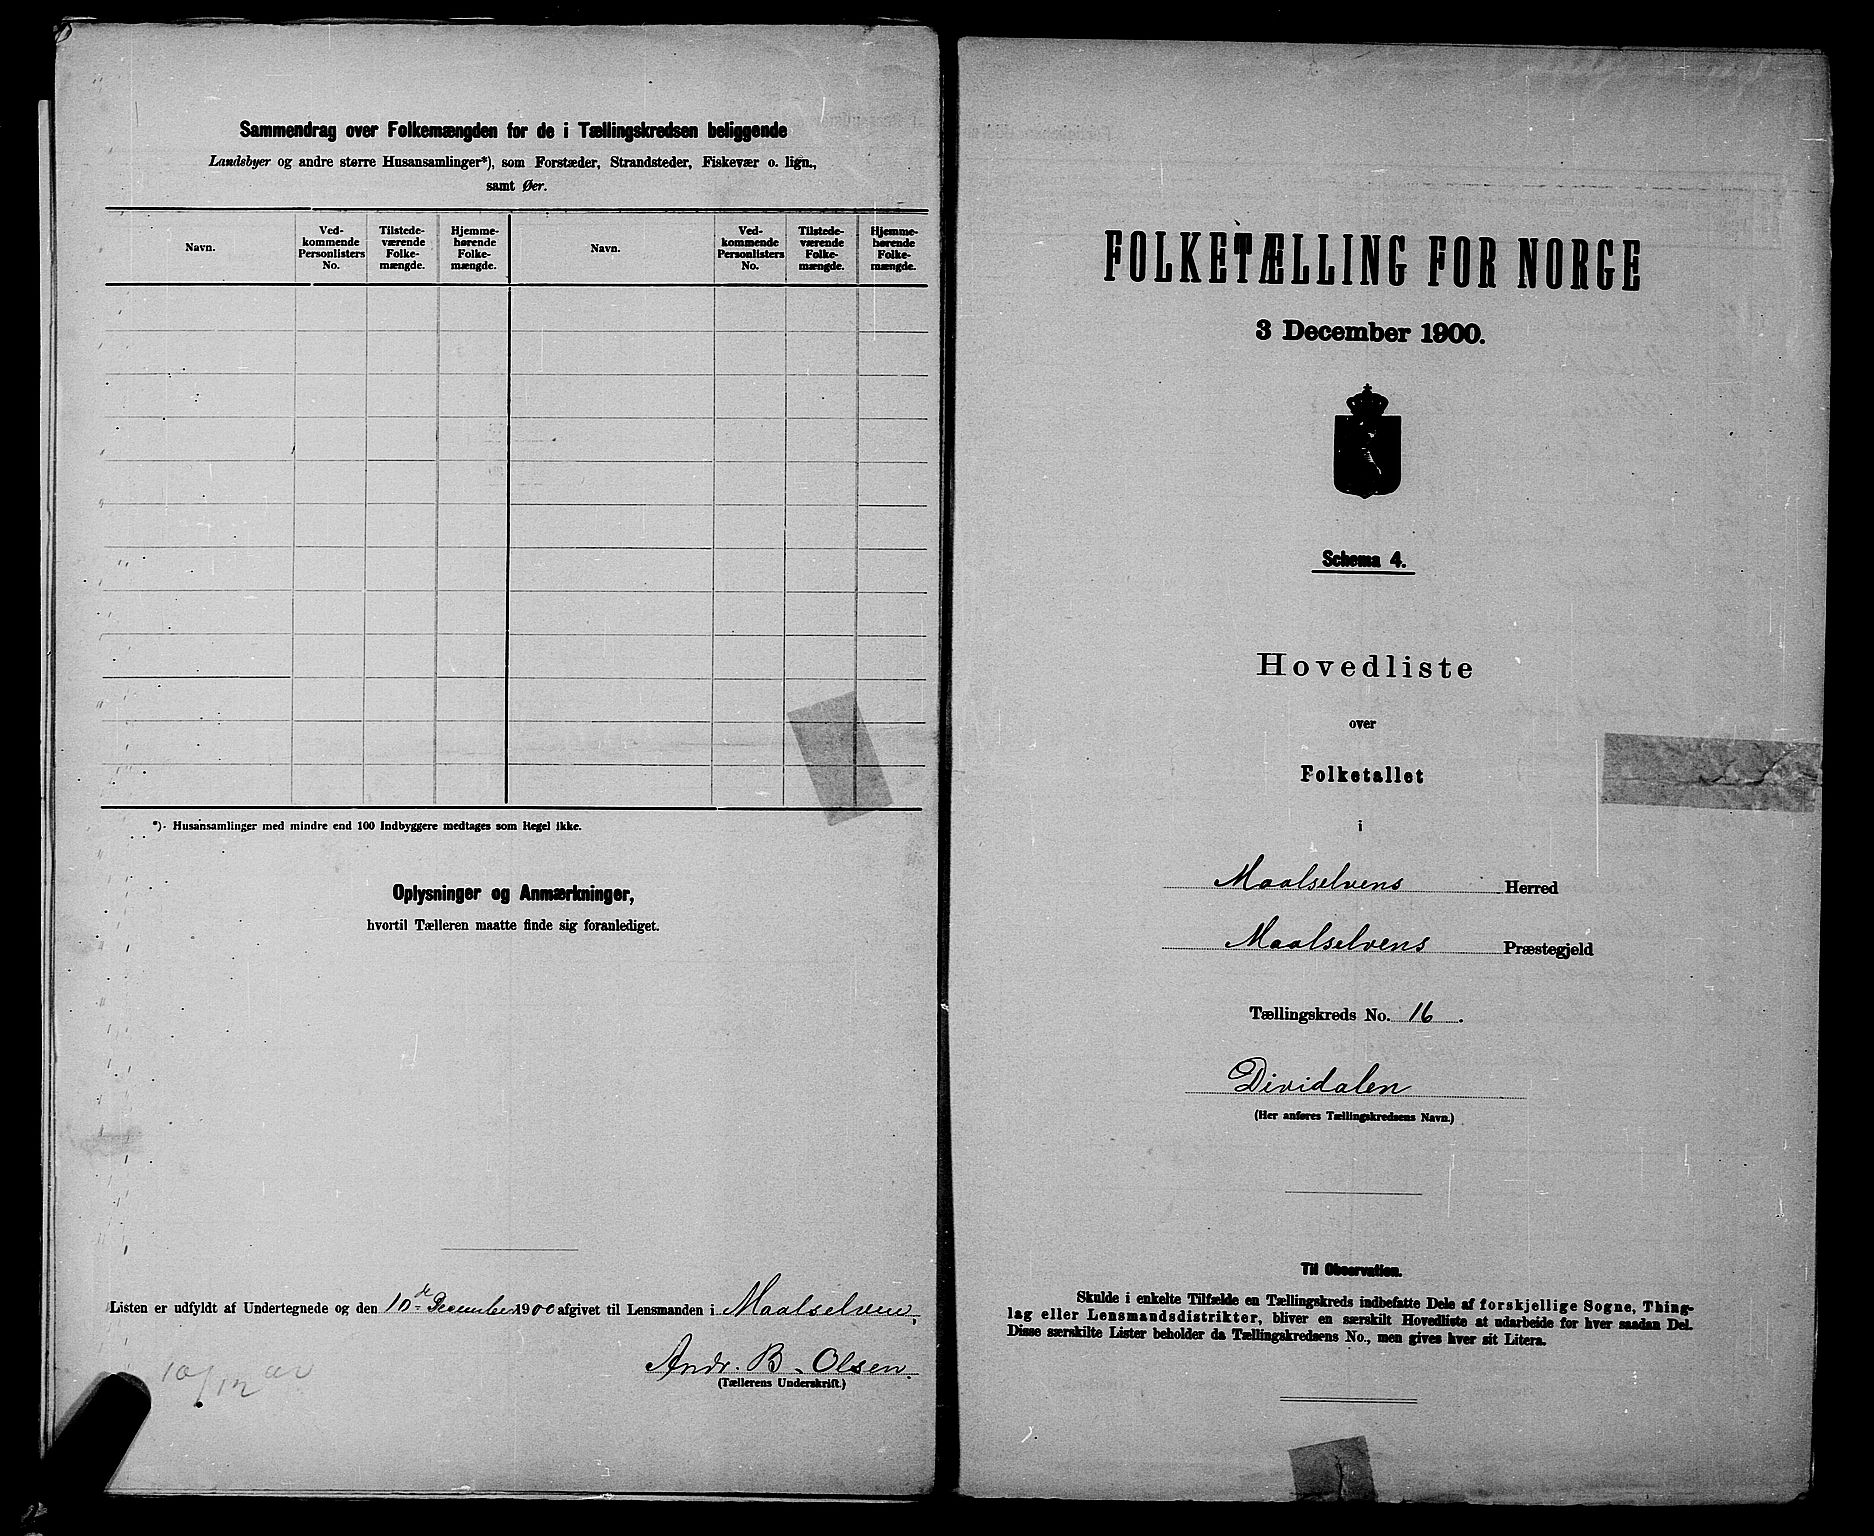 Sammendrag over Folkemængden for de i Tællingskredsen beliggende
Landsbyer og andre større Husansamlinger*), som Forstæder, Strandsteder, Fiskevær o. lign.,
samt Øer.
Navn.
Ved-
kommende
Personlisters
No.
Tilstede-
værende
Folke-
mængde.
Hjemme-
hørende
Folke-
mængde.
Navn.
Ved-
kommende
Personlisters
No.
Tilstede-
værende
Folke-
mængde.
Hjemme-
hørende
Folke-
mængde.
*)- Husansamlinger med mindre end 100 Indbyggere medtages som Regel ikke.
Oplysninger og Anmærkninger,
hvortil Tælleren maatte finde sig foranlediget.
Listen er udfyldt af Undertegnede og den 10de December 1900 afgivet til Lensmanden i Maalselven,
Andr. B. Olsen.
(Tællerens Underskrift.)
10/12 00
FOLKETÆLLING FOR NORGE
3 December 1900.
Schema 4.
Hovedliste
over
Folketallet
i
Maalselvens Herred
Maalselvens Præstegjeld
Tællingskreds No. 16.
Dividalen
(Her anføres Tællingskredsens Navn.)
Til Observation.
Skulde i enkelte Tilfælde en Tællingskreds indbefatte Dele af forskjellige Sogne, Thing-
lag eller Lensmandsdistrikter, bliver en særskilt Hovedliste at udarbeide for hver saadan Del.
Disse særskilte Lister beholder da Tællingskredsens No., men gives hver sit Litera.